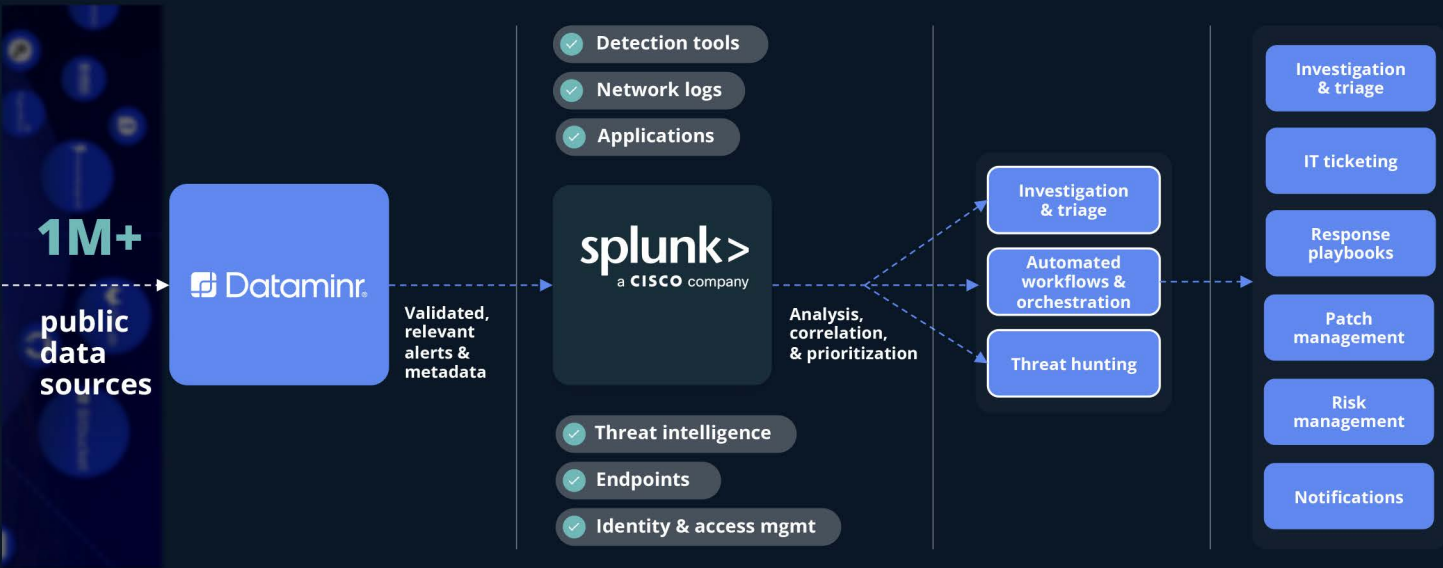 1M+
public
data
sources
Dataminr
Validated,
relevant
alerts &
metadata
Detection tools
Network logs
Applications
splunk>
a CISCO company
Threat intelligence
Endpoints
Identity & access mgmt
Analysis,
correlation,
& prioritization
Investigation
& triage
Automated
workflows &
orchestration
Threat hunting
Investigation
& triage
IT ticketing
Response
playbooks
Patch
management
Risk
management
Notifications